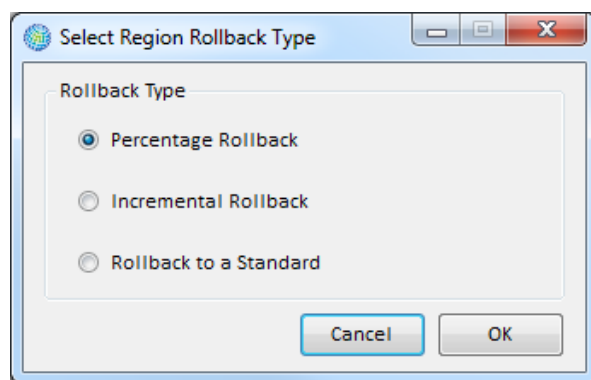 Select Region Rollback Type
Rollback Type
Percentage Rollback
Incremental Rollback
Rollback to a Standard
Cancel OK